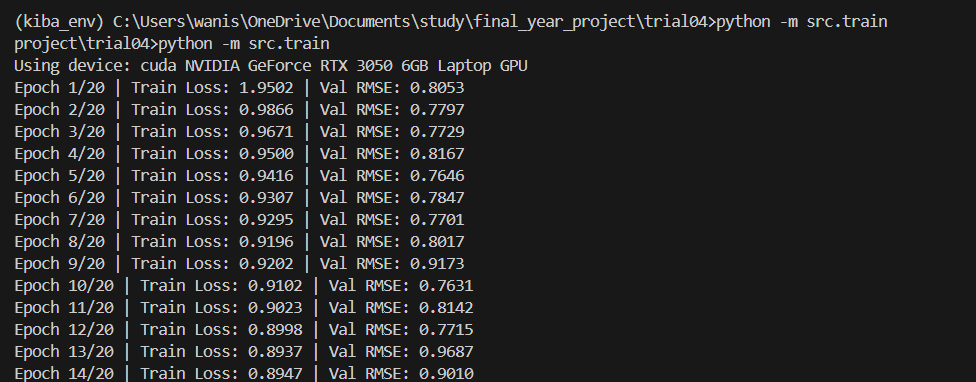 (kiba_env) C:\Users\wanis\OneDrive\Documents\study\final_year_project\trial04>python -m src.train
project\trial04>python -m src.train
Using device: cuda NVIDIA GeForce RTX 3050 6GB Laptop GPU
Epoch 1/20 | Train Loss: 1.9502 | Val RMSE: 0.8053
Epoch 2/20 | Train Loss: 0.9866 | Val RMSE: 0.7797
Epoch 3/20 | Train Loss: 0.9671 | Val RMSE: 0.7729
Epoch 4/20 | Train Loss: 0.9500 | Val RMSE: 0.8167
Epoch 5/20 | Train Loss: 0.9416 | Val RMSE: 0.7646
Epoch 6/20 | Train Loss: 0.9307 | Val RMSE: 0.7847
Epoch 7/20 | Train Loss: 0.9295 | Val RMSE: 0.7701
Epoch 8/20 | Train Loss: 0.9196 | Val RMSE: 0.8017
Epoch 9/20 | Train Loss: 0.9202 | Val RMSE: 0.9173
Epoch 10/20 | Train Loss: 0.9102 | Val RMSE: 0.7631
Epoch 11/20 | Train Loss: 0.9023 | Val RMSE: 0.8142
Epoch 12/20 | Train Loss: 0.8998 | Val RMSE: 0.7715
Epoch 13/20 | Train Loss: 0.8937 | Val RMSE: 0.9687
Epoch 14/20 | Train Loss: 0.8947 | Val RMSE: 0.9010